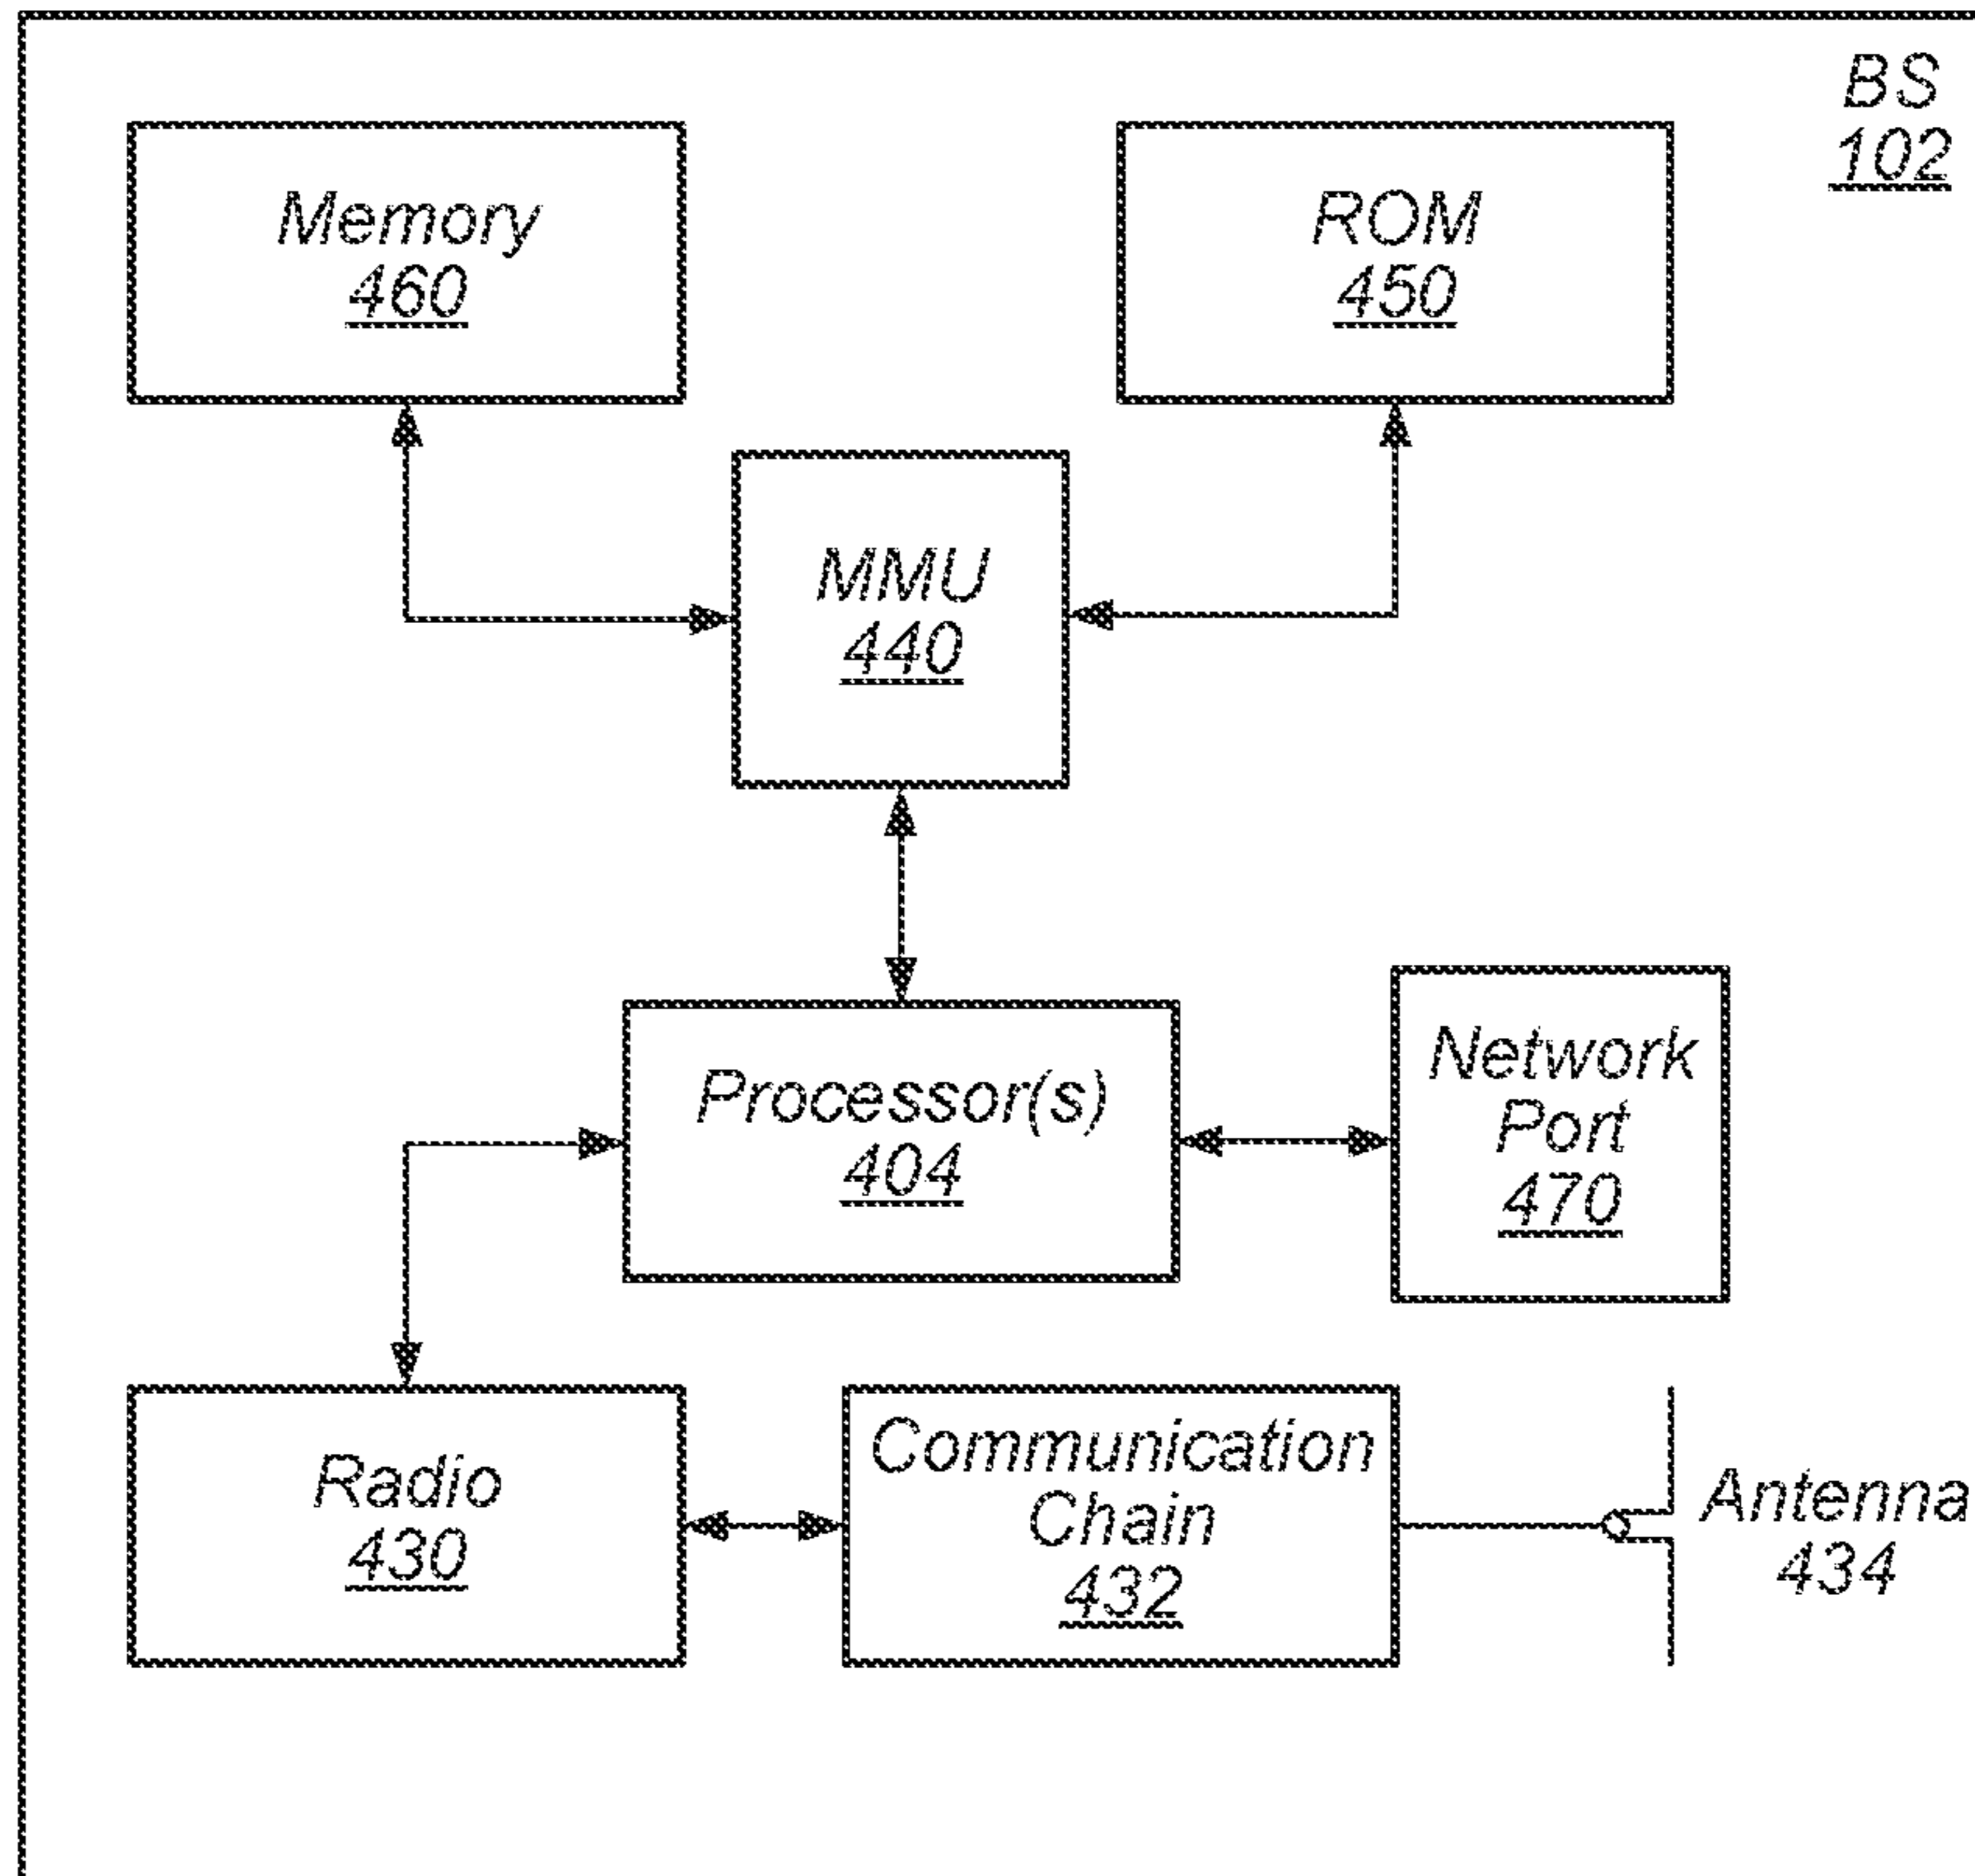 BS
102
Memory
460
ROM
450
MMU
440
Processor(s)
404
Network
Port
470
Radio
430
Communication
Chain
432
Antenna
434